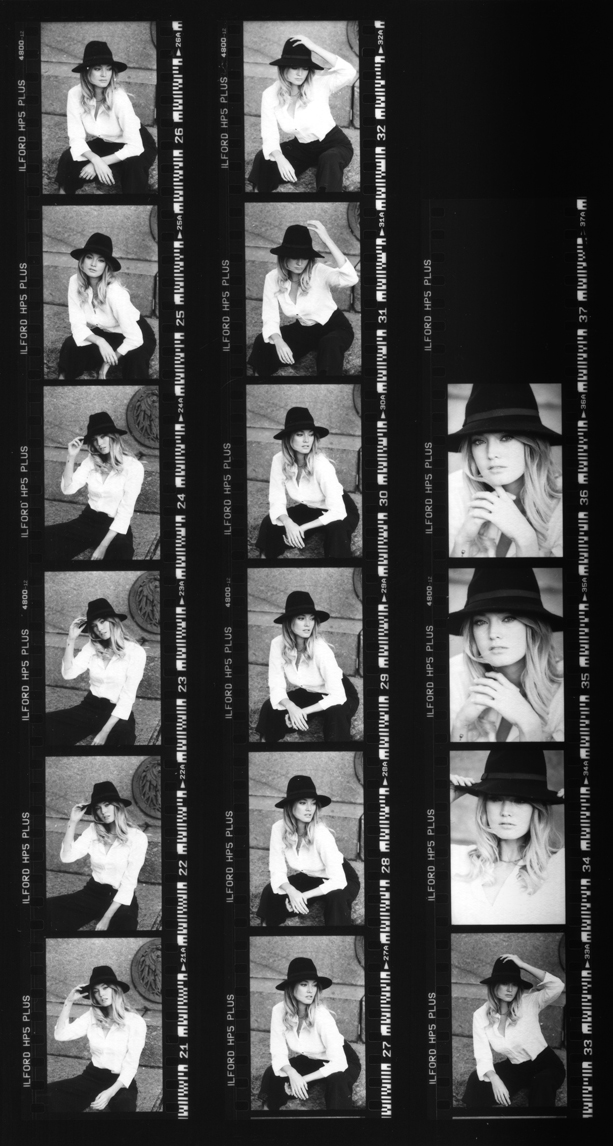 4800
ILFORD HP5 PLUS
26A
26
ILFORD HP5 PLUS
25A
25
ILFORD HP5 PLUS
24A
24
4800
ILFORD HP5 PLUS
23A
23
ILFORD HP5 PLUS
22A
22
ILFORD HP5 PLUS
21A
21
4800
ILFORD HP5 PLUS
32A
32
ILFORD HP5 PLUS
31A
31
ILFORD HP5 PLUS
30A
30
4800
ILFORD HP5 PLUS
29A
29
ILFORD HP5 PLUS
28A
28
ILFORD HP5 PLUS
27A
27
ILFORD HP5 PLUS
37A
37
ILFORD HP5 PLUS
36A
36
4800
ILFORD HP5 PLUS
35A
35
ILFORD HP5 PLUS
34A
34
ILFORD HP5 PLUS
33A
33